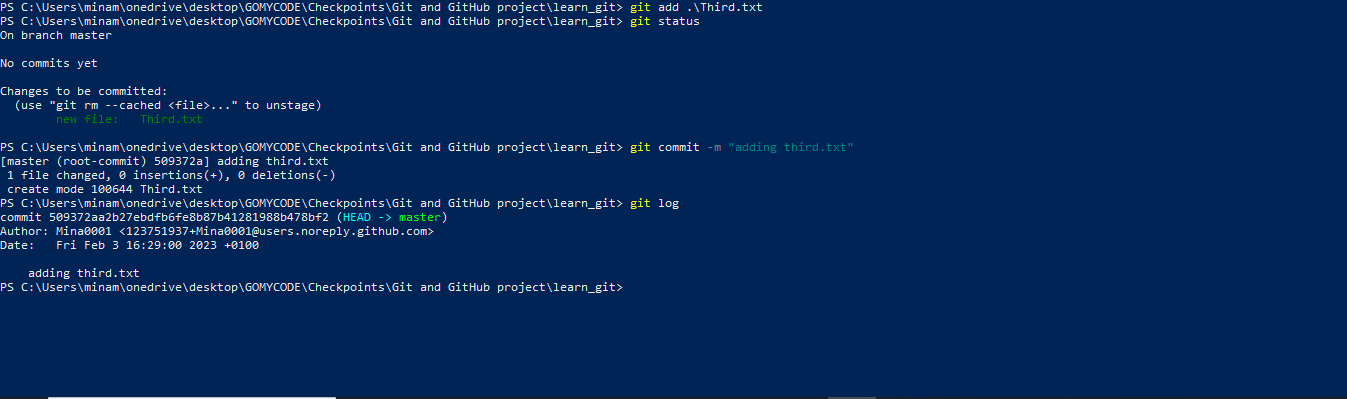 PS C:\Users\minam\onedrive\desktop\GOMYCODE\Checkpoints\Git and GitHub project\learn_git> git add .\Third.txt
PS C:\Users\minam\onedrive\desktop\GOMYCODE\Checkpoints\Git and GitHub project\learn_git> git status
On branch master
No commits yet
Changes to be committed:
  (use "git rm --cached <file>..." to unstage)
        new file:   Third.txt
PS C:\Users\minam\onedrive\desktop\GOMYCODE\Checkpoints\Git and GitHub project\learn_git> git commit -m "adding third.txt"
[master (root-commit) 509372a] adding third.txt
 1 file changed, 0 insertions(+), 0 deletions(-)
 create mode 100644 Third.txt
PS C:\Users\minam\onedrive\desktop\GOMYCODE\Checkpoints\Git and GitHub project\learn_git> git log
commit 509372aa2b27ebdfb6fe8b87b41281988b478bf2 (HEAD -> master)
Author: Mina0001 <123751937+Mina0001@users.noreply.github.com>
Date:   Fri Feb 3 16:29:00 2023 +0100
    adding third.txt
PS C:\Users\minam\onedrive\desktop\GOMYCODE\Checkpoints\Git and GitHub project\learn_git>